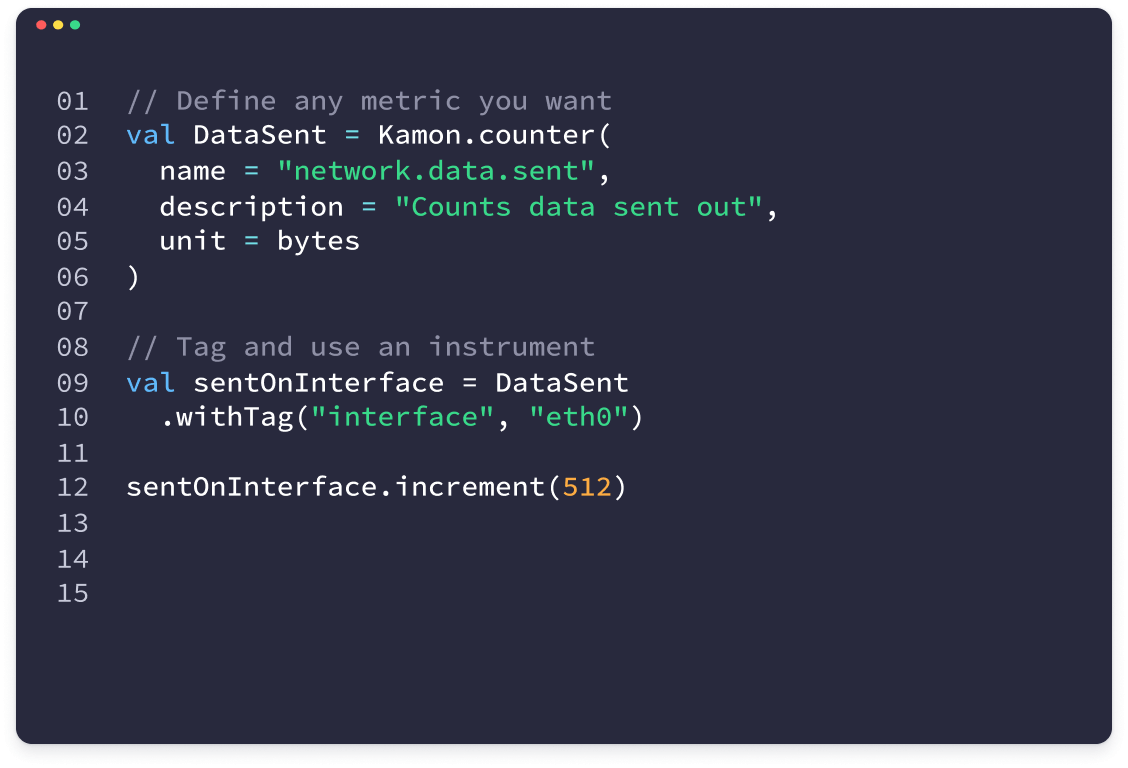 01 // Define any metric you want
02 val DataSent = Kamon.counter(
03   name = "network.data.sent",
04   description = "Counts data sent out",
05   unit = bytes
06 )
07
08 // Tag and use an instrument
09 val sentOnInterface = DataSent
10   .withTag("interface", "eth0")
11
12 sentOnInterface.increment(512)
13
14
15